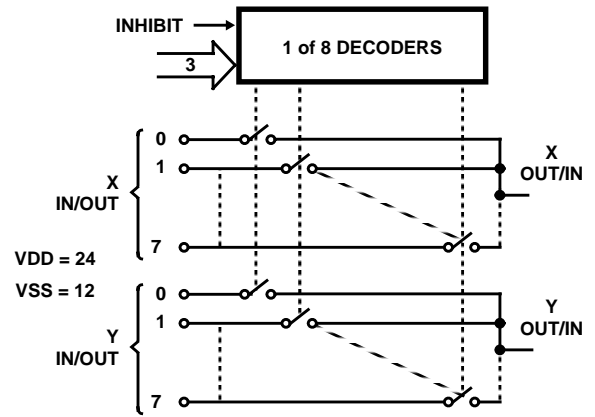 INHIBIT
1 of 8 DECODERS
3
0
1
7
X
IN/OUT
X
OUT/IN
VDD = 24
VSS = 12
0
1
7
Y
IN/OUT
Y
OUT/IN